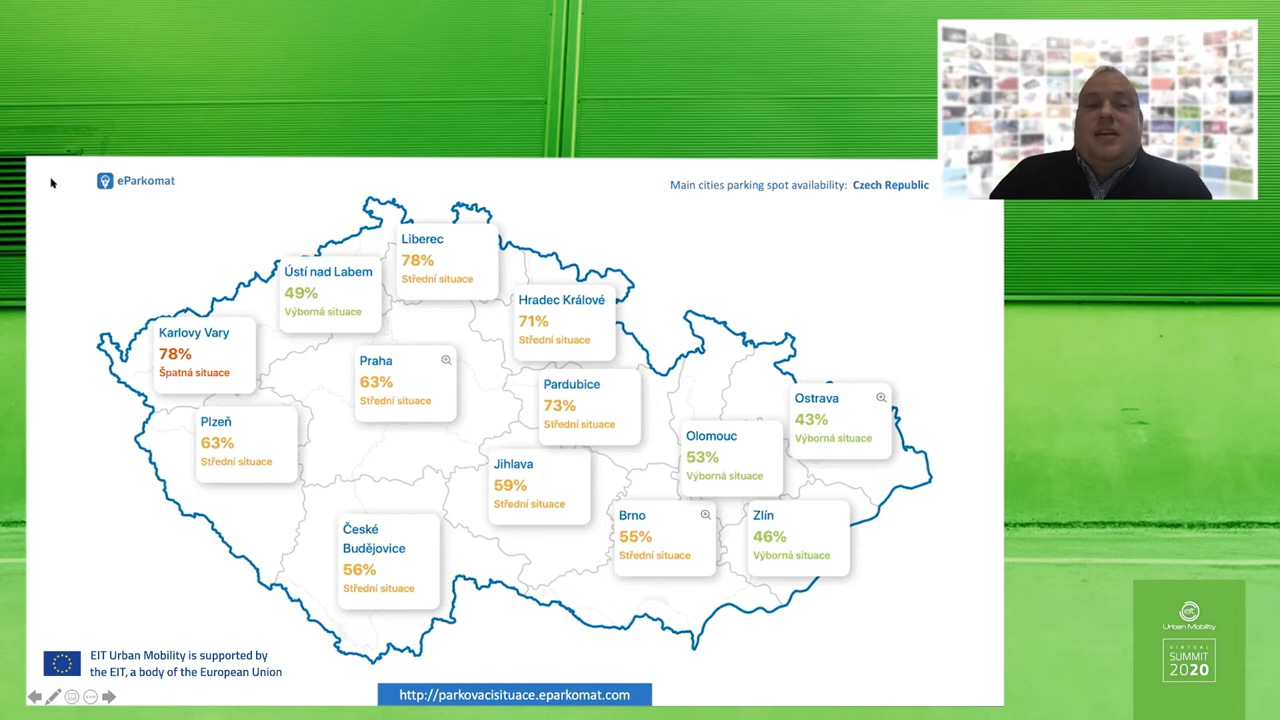 eParkomat
Main cities parking spot availability: Czech Republic
Liberec
78%
Střední situace
Ústí nad Labem
49%
Výborná situace
Hradec Králové
71%
Střední situace
Karlovy Vary
78%
Špatná situace
Praha
63%
Střední situace
Pardubice
73%
Střední situace
Ostrava
43%
Výborná situace
Plzeň
63%
Střední situace
Olomouc
53%
Výborná situace
Jihlava
59%
Střední situace
Brno
55%
Střední situace
Zlín
46%
Výborná situace
České
Budějovice
56%
Střední situace
EIT Urban Mobility is supported by
the EIT, a body of the European Union
http://parkovacisituace.eparkomat.com
eit
Urban Mobility
VIRTUAL
SUMMIT
2020